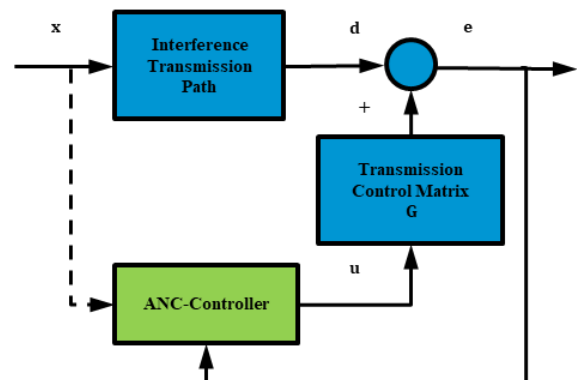 x
Interference
Transmission
Path
d
e
+
Transmission
Control Matrix
G
u
ANC-Controller